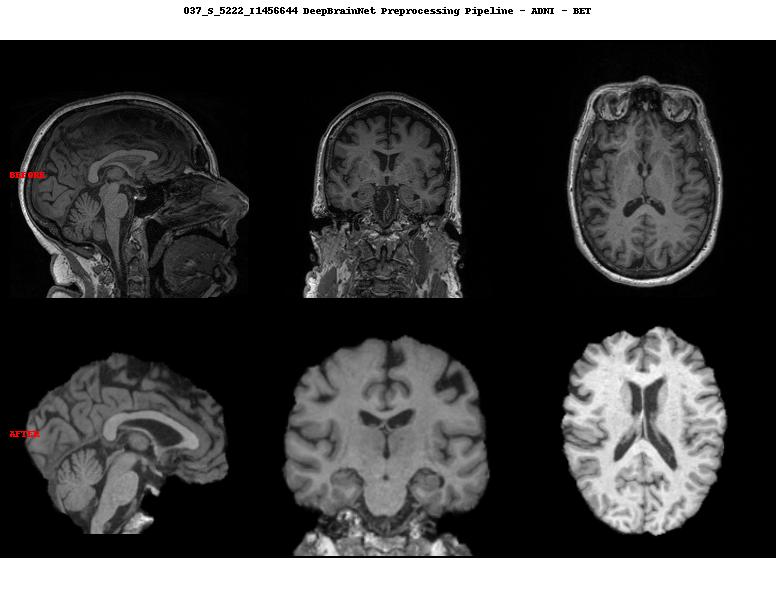 037_S_5222_I1456644 DeepBrainNet Preprocessing Pipeline - ADNI - BET
BEFORE
AFTER